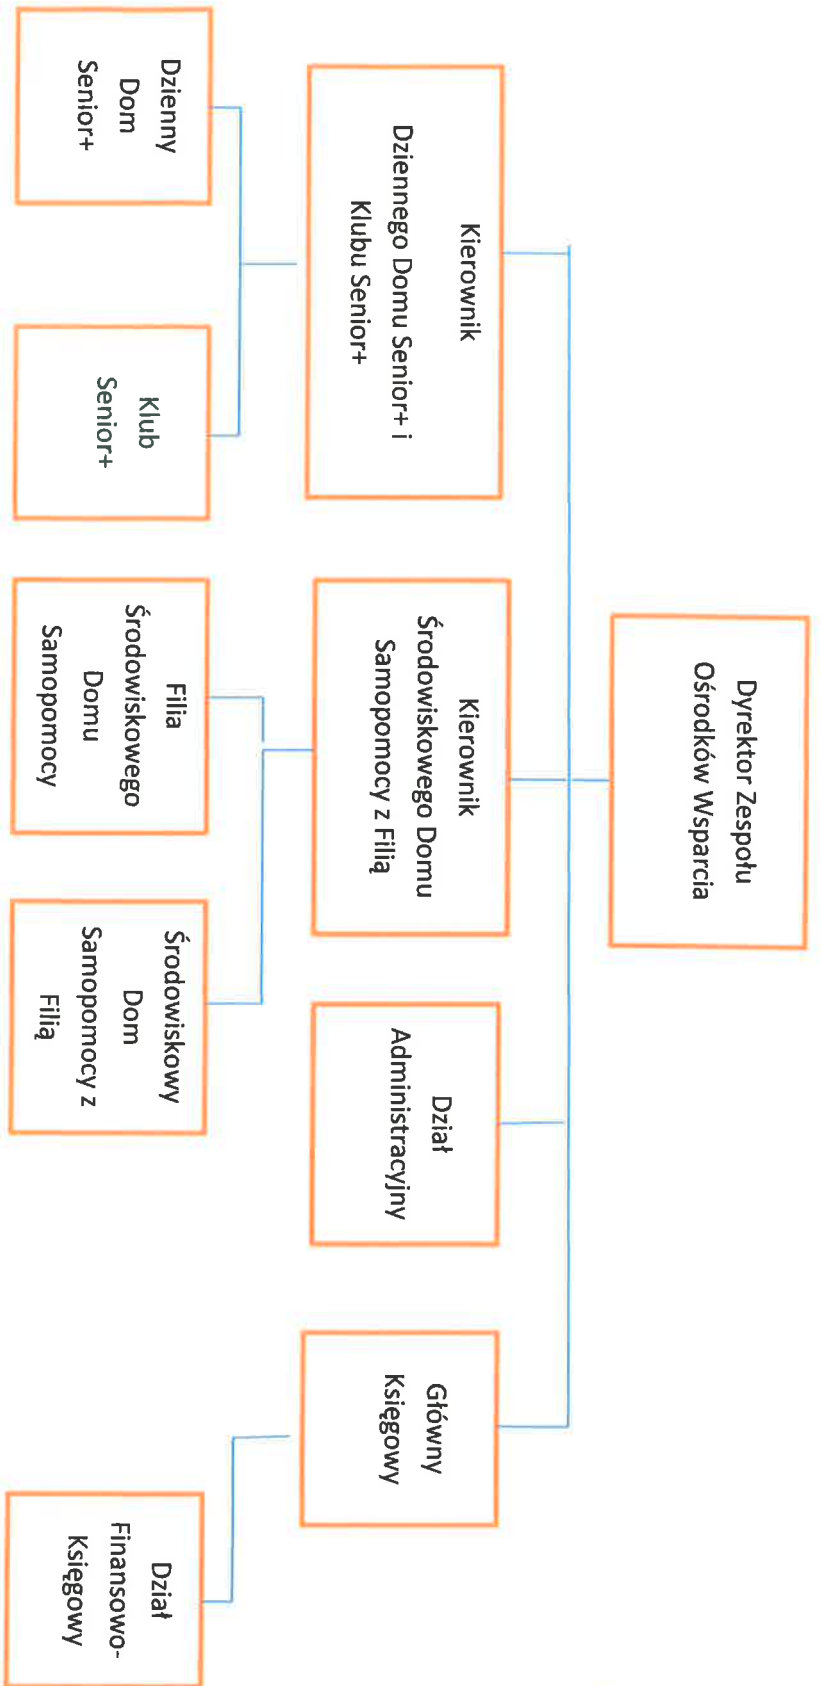 Dyrektor Zespołu
Ośrodków Wsparcia
Kierownik
Dziennego Domu Senior+ i
Klubu Senior+
Kierownik
Środowiskowego Domu
Samopomocy z Filią
Dział
Administracyjny
Główny
Księgowy
Dzienny
Dom
Senior+
Klub
Senior+
Filia
Środowiskowego
Domu
Samopomocy
Środowiskowy
Dom
Samopomocy z
Filią
Dział
Finansowo-
Księgowy